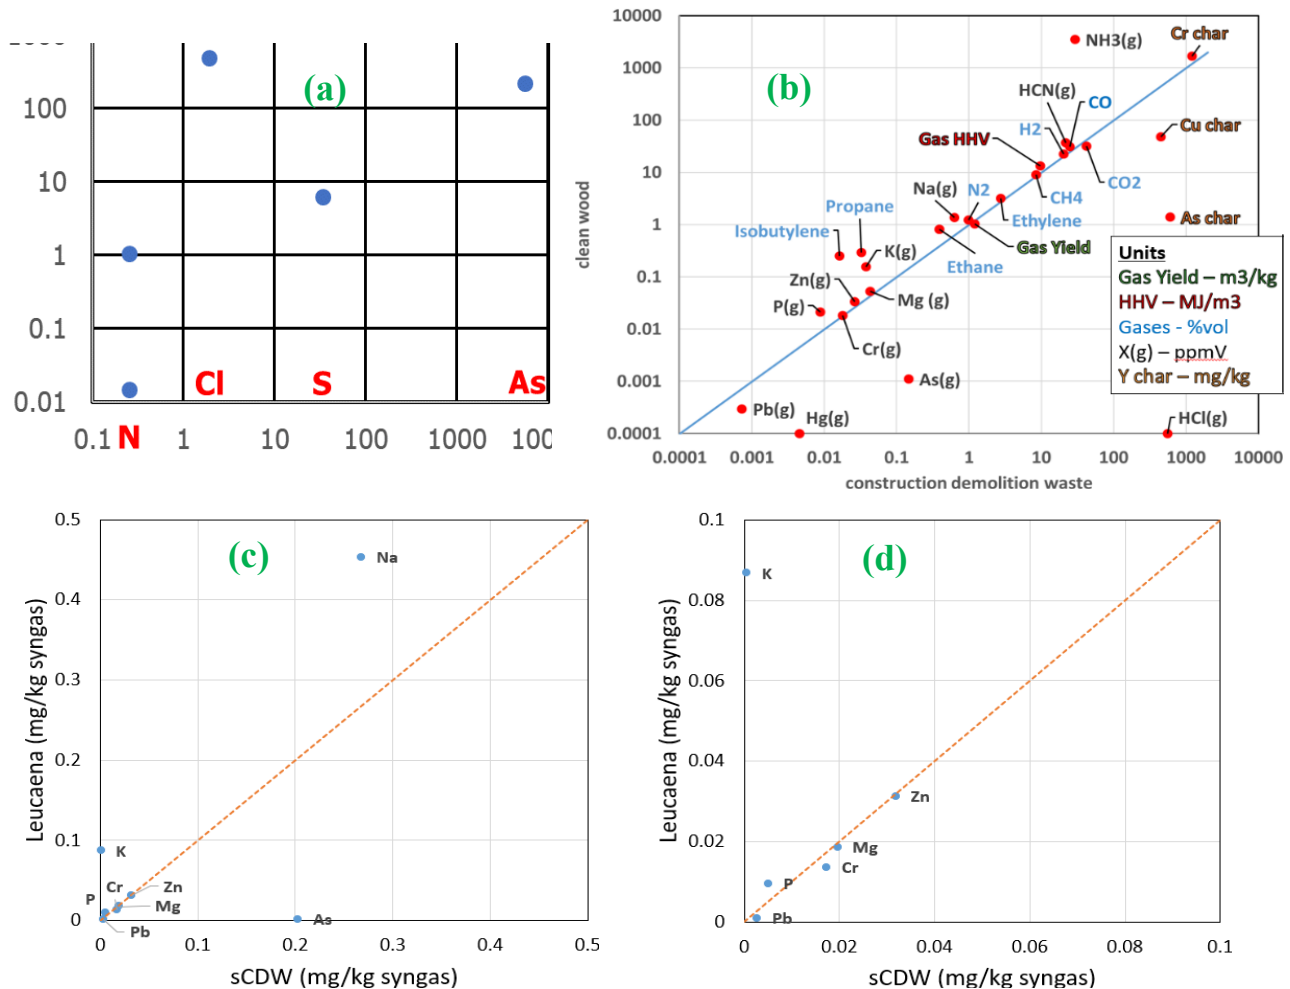 1000
(a)
100
10
1
0.1
0.01
Cl
S
As
0.1
N
1
10
100
1000
100
10000
1000
100
10
1
0.1
0.01
0.001
0.0001
clean wood
(b)
NH3(g)
Cr char
HCN(g)
CO
H2
Cu char
Gas HHV
CO2
Na(g)
N2
CH4
Propane
Ethylene
As char
Isobutylene
Gas Yield
K(g)
Ethane
Zn(g)
Mg (g)
P(g)
Cr(g)
As(g)
Pb(g)
Hg(g)
HCl(g)
Units
Gas Yield – m3/kg
HHV – MJ/m3
Gases - %vol
X(g) – ppmV
Y char – mg/kg
0.0001
0.001
0.01
0.1
1
10
100
1000
10000
construction demolition waste
0.5
0.4
0.3
0.2
0.1
0
Leucaena (mg/kg syngas)
(c)
Na
K
Cr
Zn
P
Mg
Pb
As
0
0.1
0.2
0.3
0.4
0.5
sCDW (mg/kg syngas)
0.1
0.08
0.06
0.04
0.02
0
Leucaena (mg/kg syngas)
(d)
K
Zn
Mg
Cr
P
Pb
0
0.02
0.04
0.06
0.08
0.1
sCDW (mg/kg syngas)